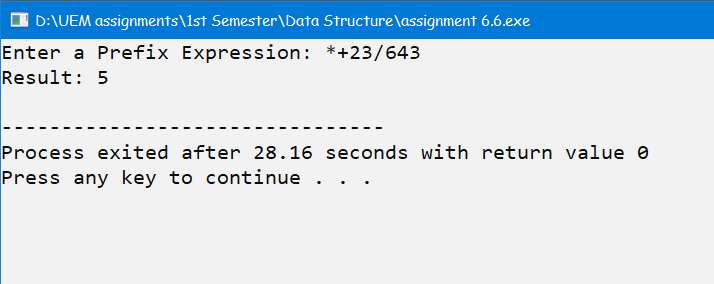 D:\UEM assignments\1st Semester\Data Structure\assignment 6.6.exe
Enter a Prefix Expression: *+23/643
Result: 5
--------------------------------
Process exited after 28.16 seconds with return value 0
Press any key to continue . . .